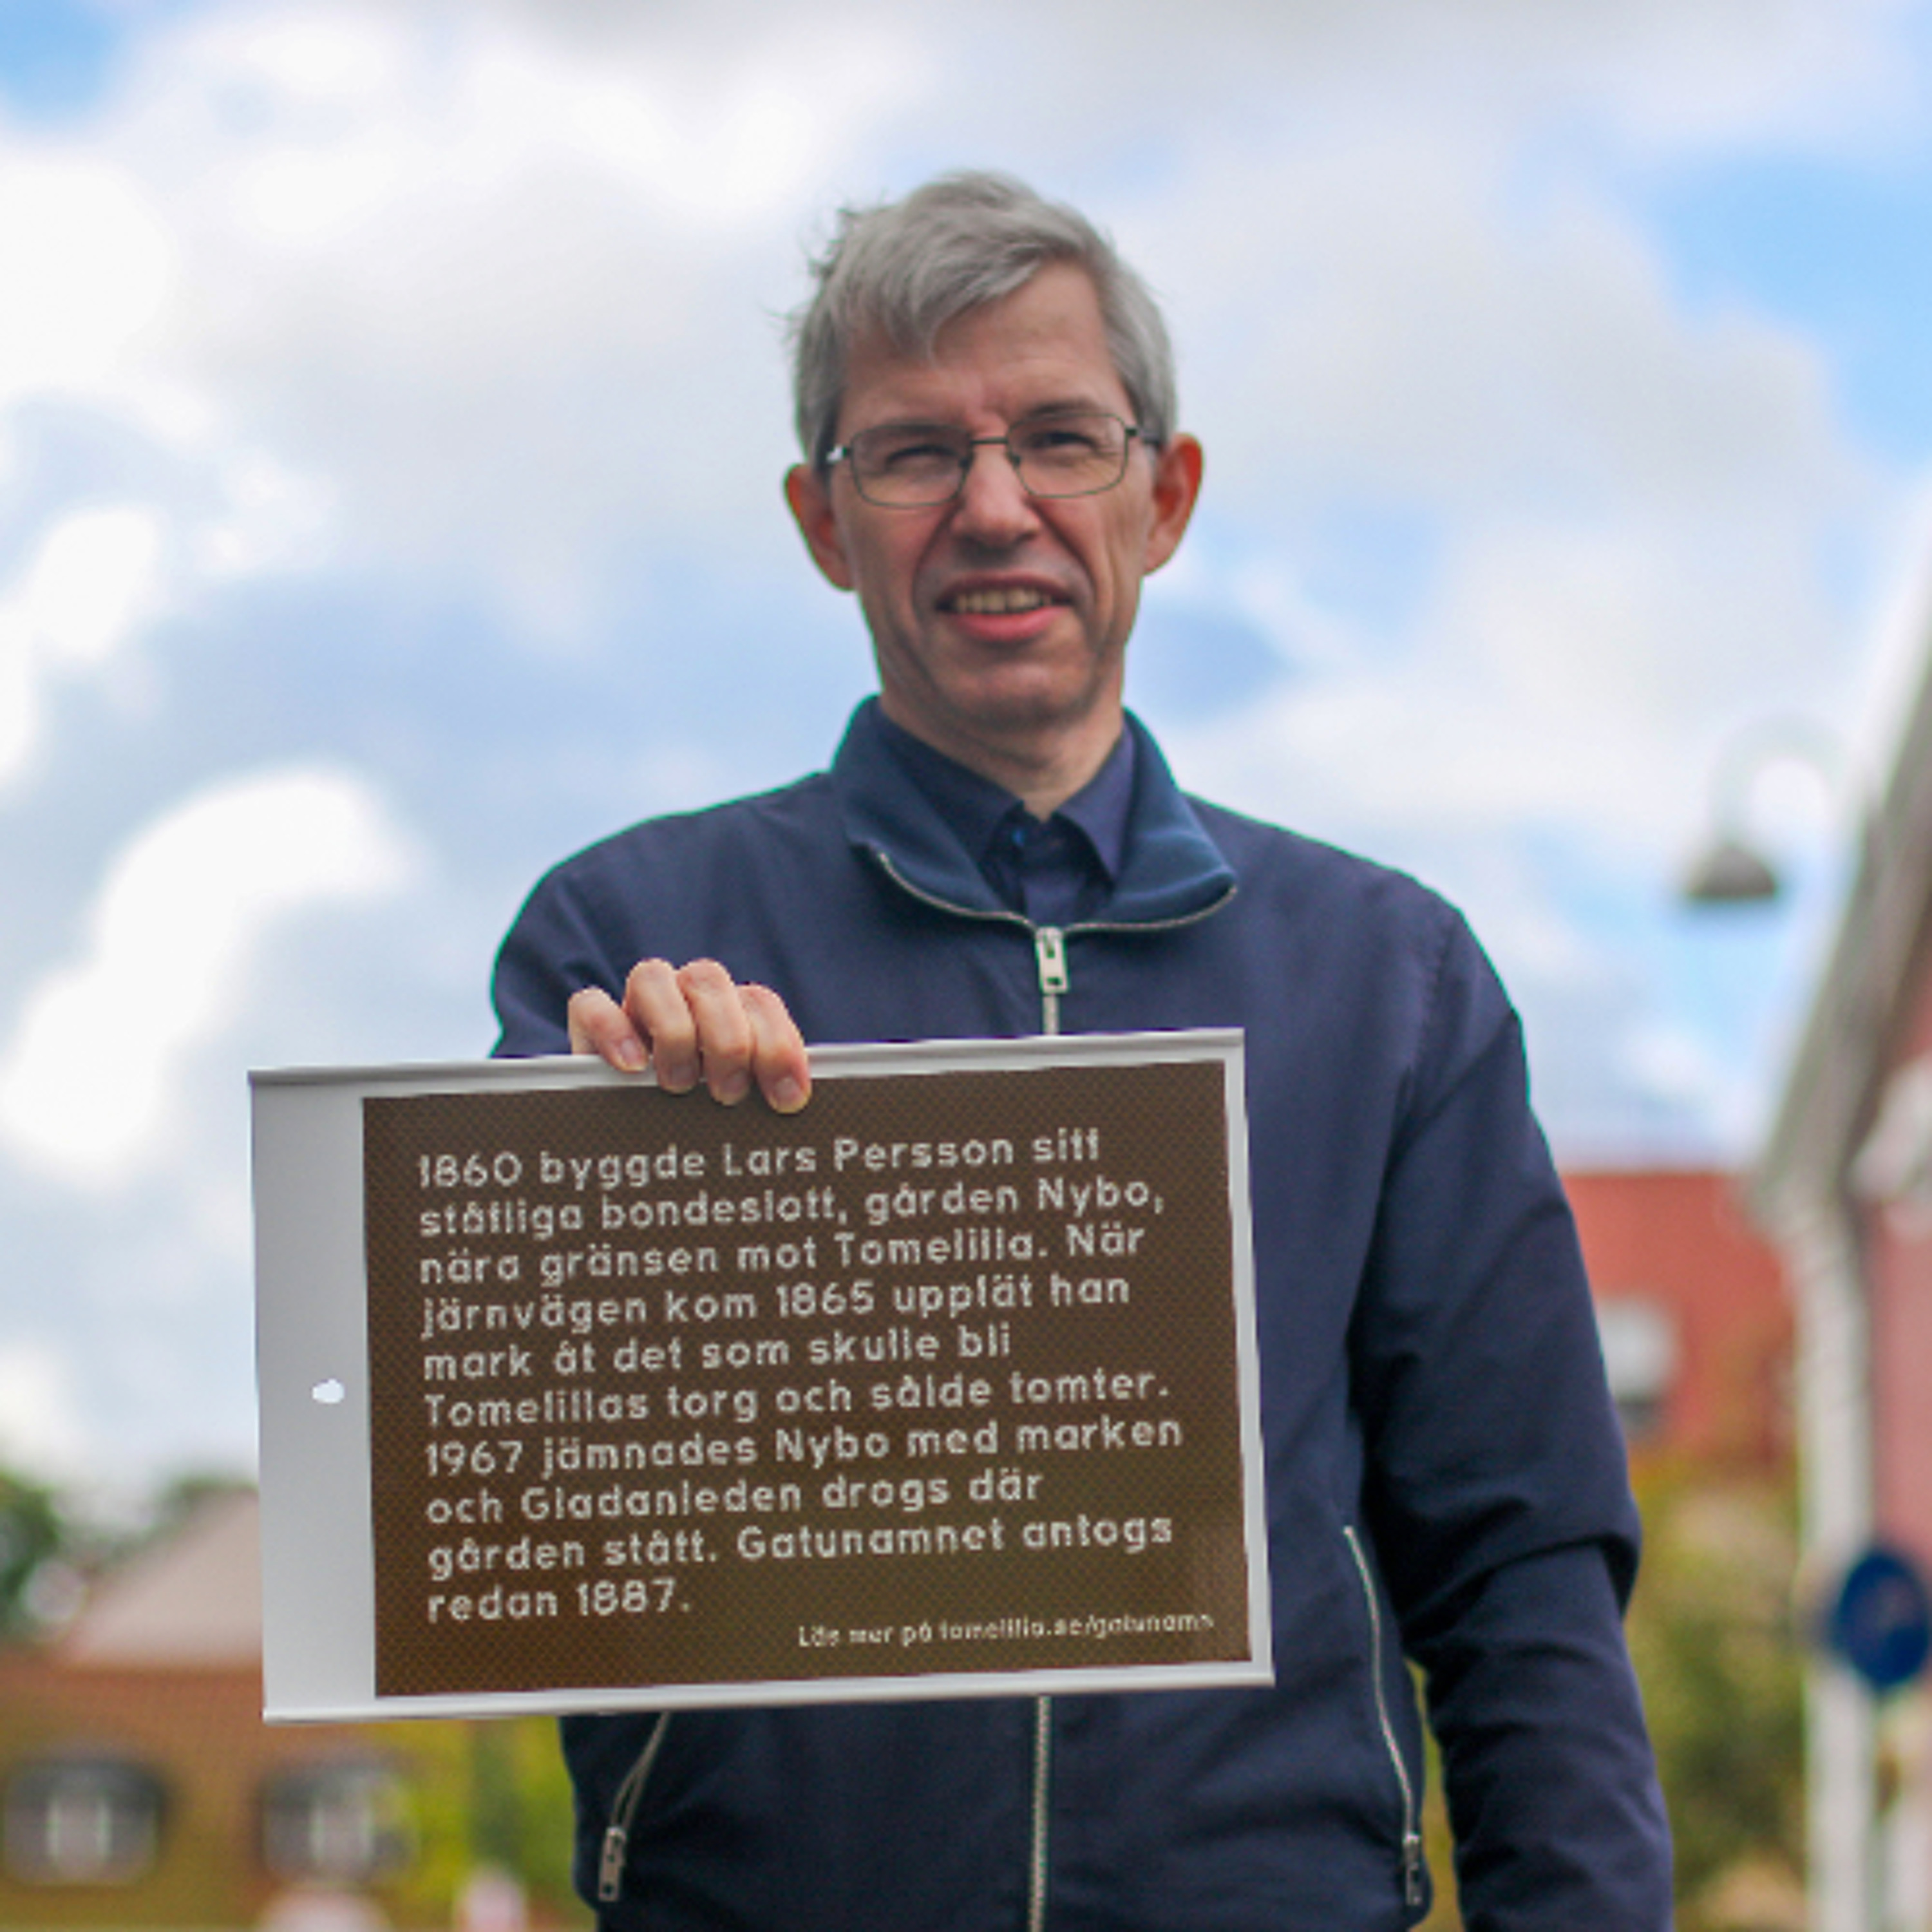 1860 byggde Lars Persson sitt
ståtliga bondeslott, gården Nybo,
nära gränsen mot Tomelilla. När
järnvägen kom 1865 upplät han
mark åt det som skulle bli
Tomelillas torg och sålde tomter.
1967 jämnades Nybo med marken
och Gladanleden drogs där
gården stått. Gatunamnet antogs
redan 1887.
Läs mer på tomelilla.se/gatunamn